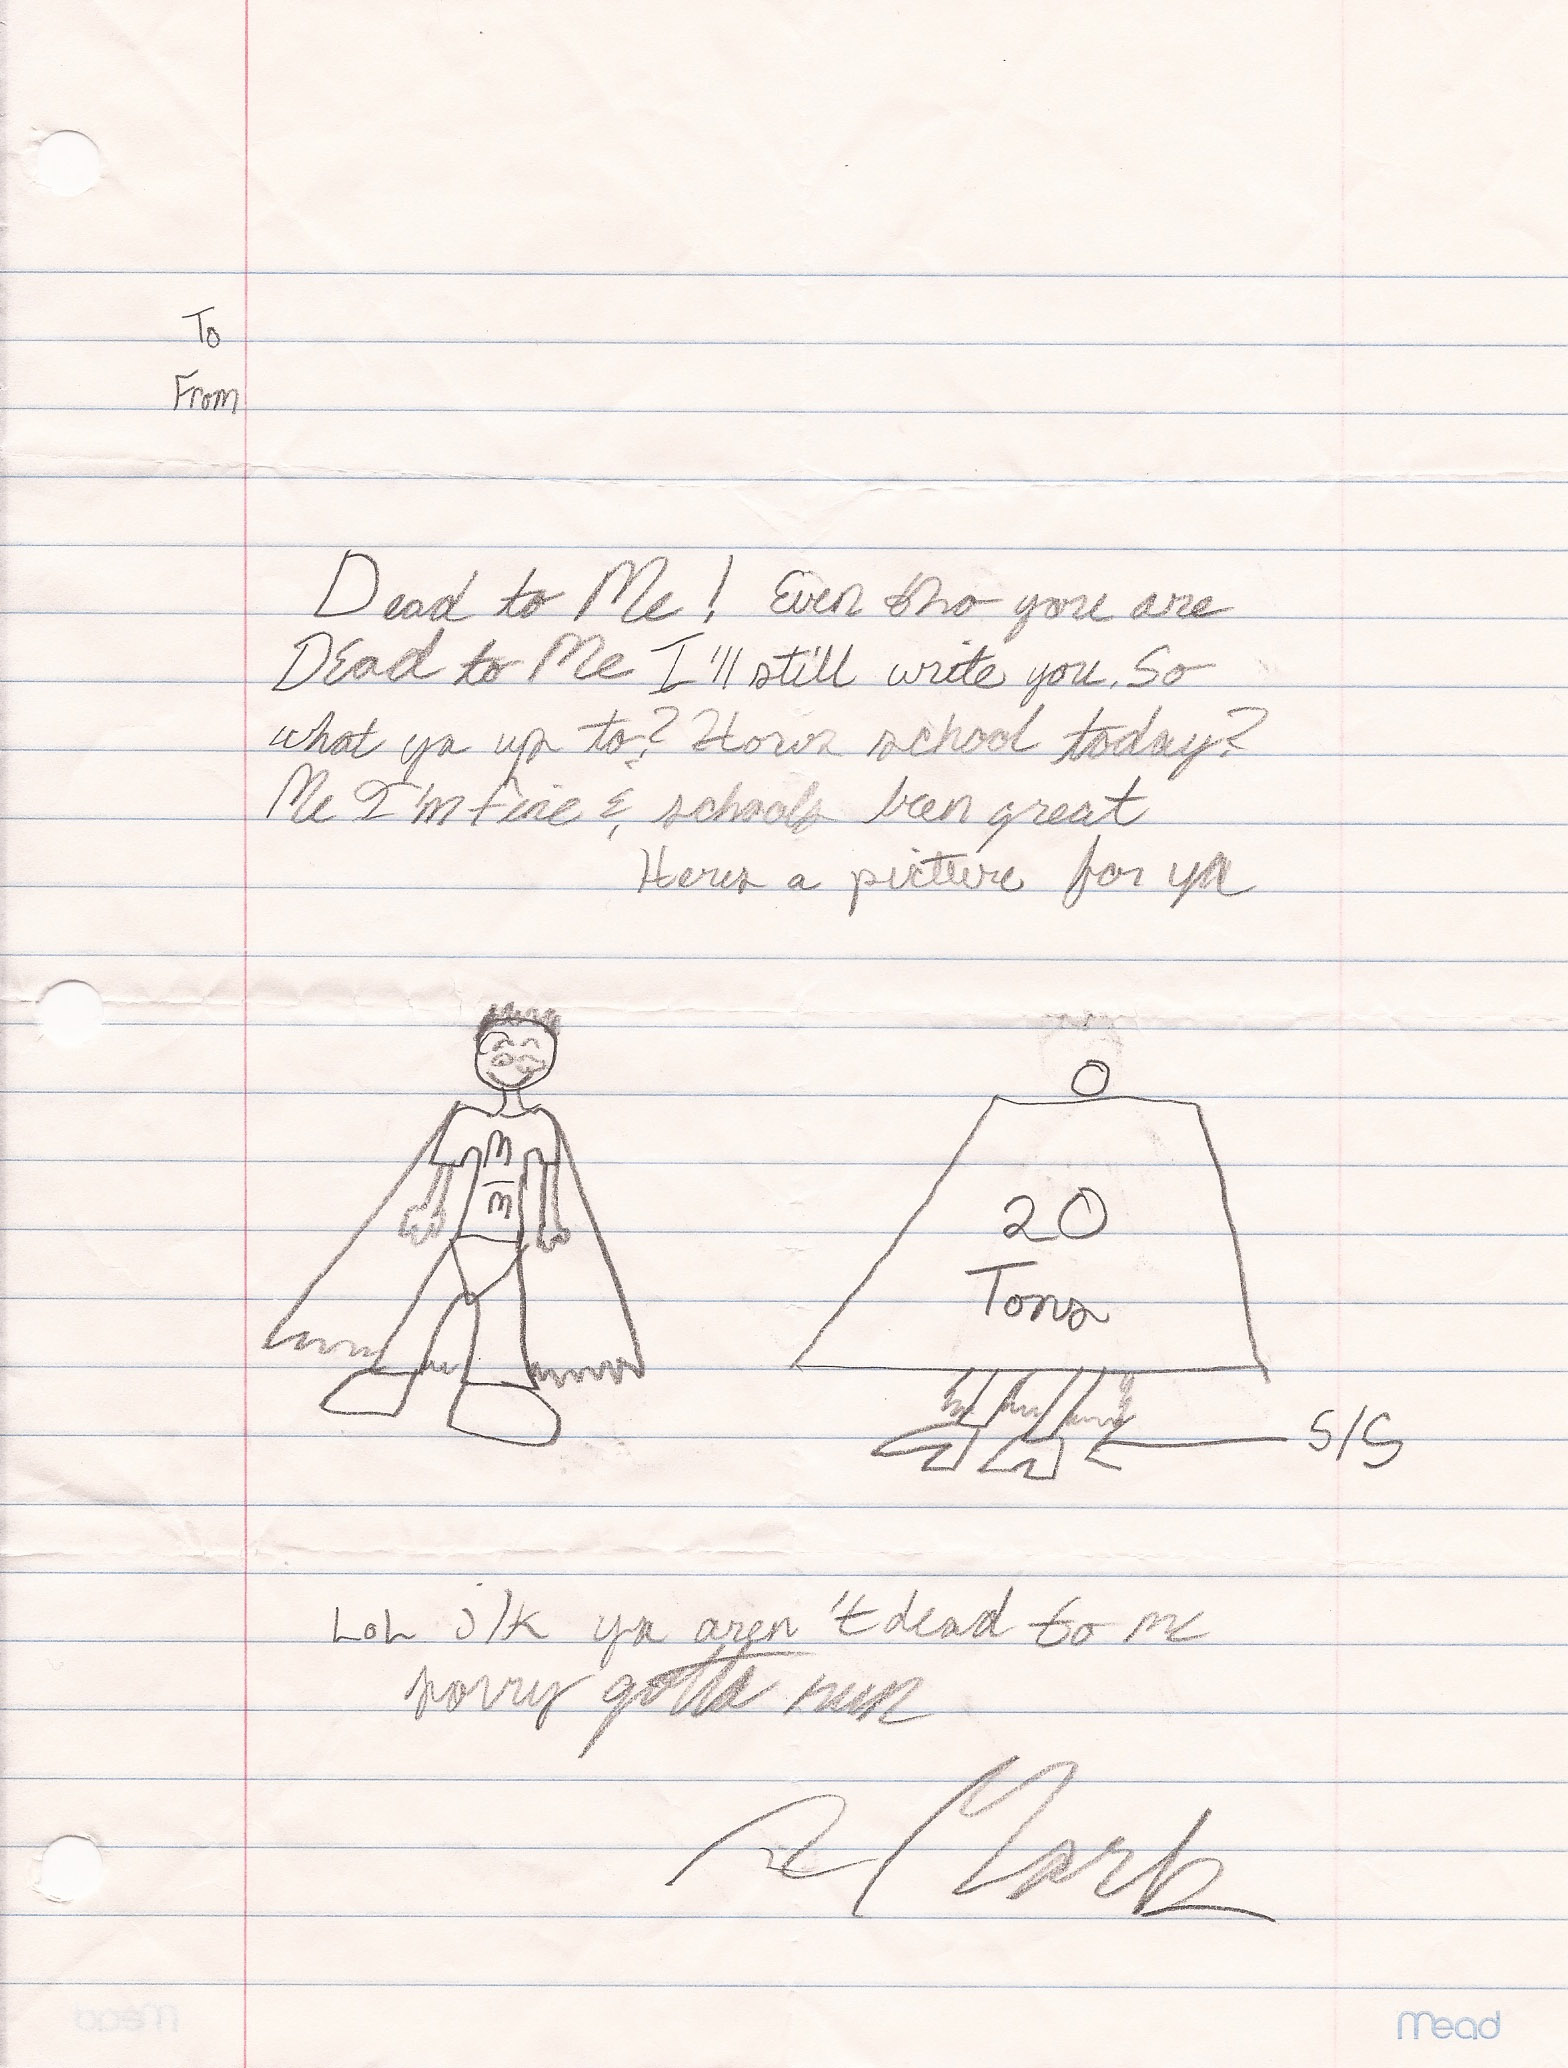 To
From
Dead to Me! Even tho you are
DEad to Me I'll still write you. So
what ya up to? Hows school today?
Me I'm fine & schools been great
Heres a picture for ya
M
M
20
Tons
S/S
LoL j/k ya aren't dead to me
sorry gotta run
Mark
Mead